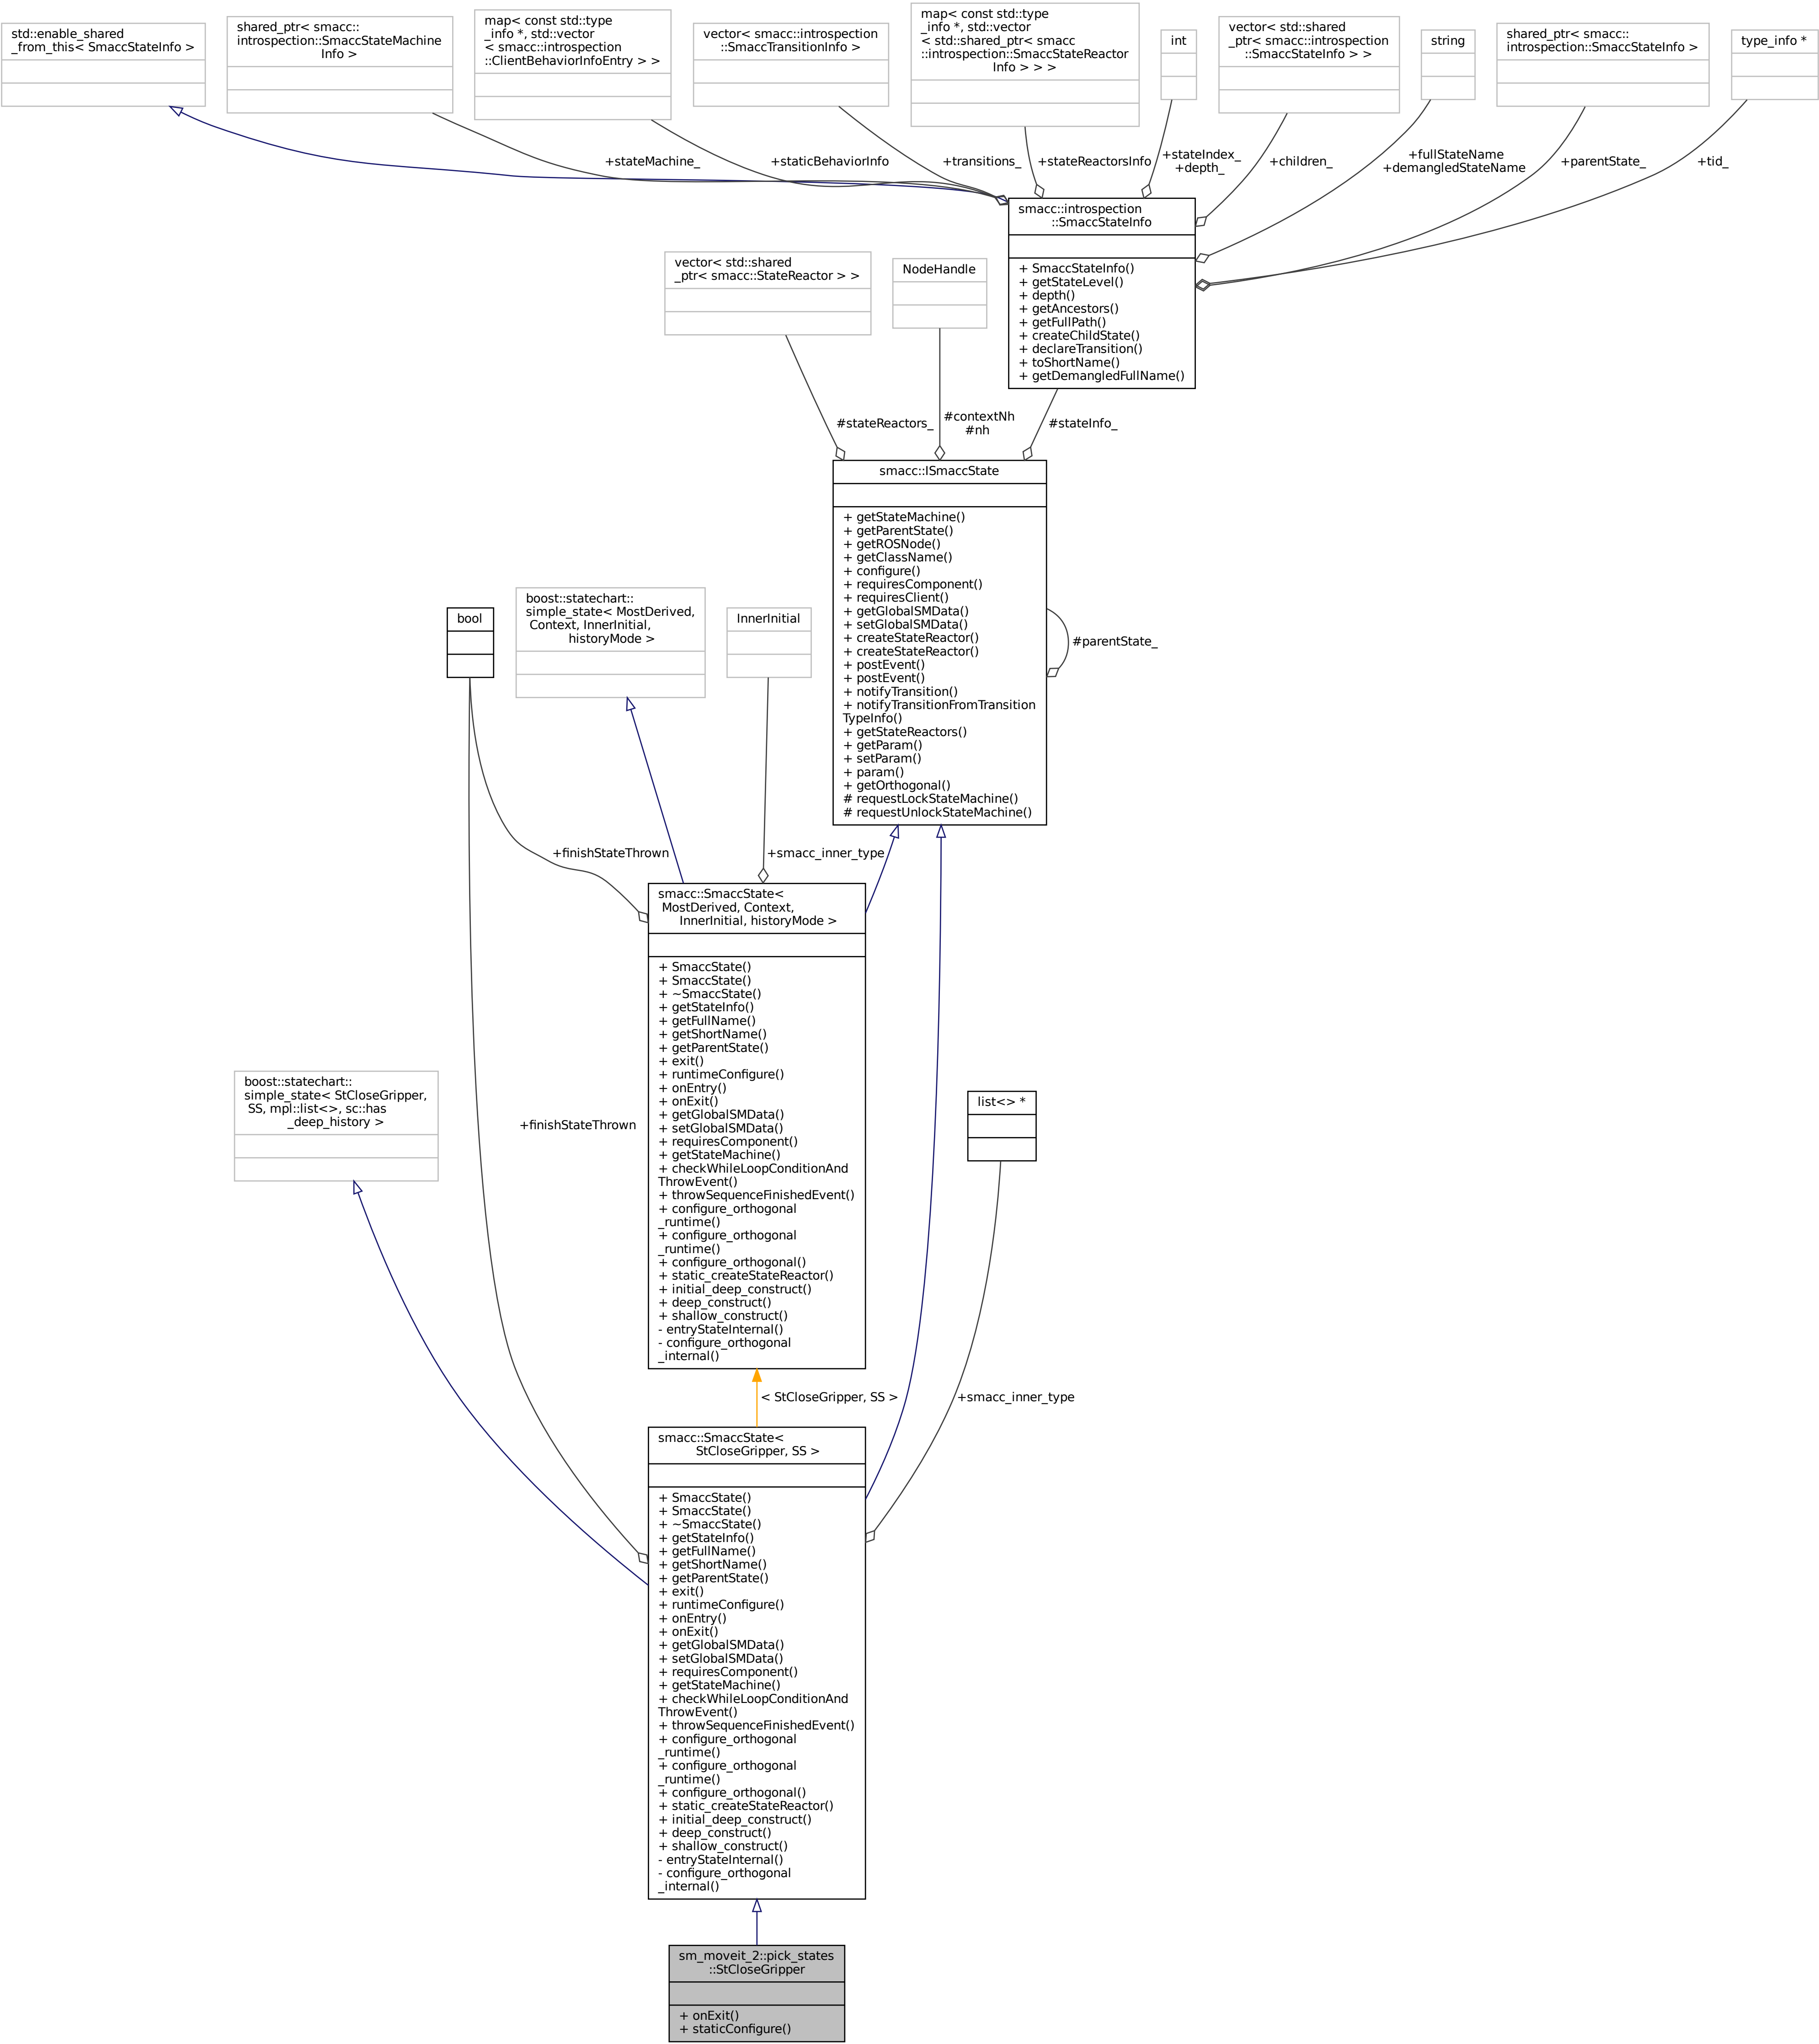 std::enable_shared
_from_this< SmaccStateInfo >
shared_ptr< smacc::
introspection::SmaccStateMachine
Info >
map< const std::type
_info *, std::vector
< smacc::introspection
::ClientBehaviorInfoEntry > >
vector< smacc::introspection
::SmaccTransitionInfo >
map< const std::type
_info *, std::vector
< std::shared_ptr< smacc
::introspection::SmaccStateReactor
Info > > >
int
vector< std::shared
_ptr< smacc::introspection
::SmaccStateInfo > >
string
shared_ptr< smacc::
introspection::SmaccStateInfo >
type_info *
+stateMachine_
+staticBehaviorInfo
+transitions_
+stateReactorsInfo
+stateIndex_
+depth_
+children_
+fullStateName
+demangledStateName
+parentState_
+tid_
smacc::introspection
::SmaccStateInfo
+ SmaccStateInfo()
+ getStateLevel()
+ depth()
+ getAncestors()
+ getFullPath()
+ createChildState()
+ declareTransition()
+ toShortName()
+ getDemangledFullName()
vector< std::shared
_ptr< smacc::StateReactor > >
NodeHandle
#stateReactors_
#contextNh
#nh
#stateInfo_
smacc::ISmaccState
+ getStateMachine()
+ getParentState()
+ getROSNode()
+ getClassName()
+ configure()
+ requiresComponent()
+ requiresClient()
+ getGlobalSMData()
+ setGlobalSMData()
+ createStateReactor()
+ createStateReactor()
+ postEvent()
+ postEvent()
+ notifyTransition()
+ notifyTransitionFromTransition
TypeInfo()
+ getStateReactors()
+ getParam()
+ setParam()
+ param()
+ getOrthogonal()
# requestLockStateMachine()
# requestUnlockStateMachine()
#parentState_
bool
boost::statechart::
simple_state< MostDerived,
Context, InnerInitial,
historyMode >
InnerInitial
+finishStateThrown
+smacc_inner_type
smacc::SmaccState<
MostDerived, Context,
InnerInitial, historyMode >
+ SmaccState()
+ SmaccState()
+ ~SmaccState()
+ getStateInfo()
+ getFullName()
+ getShortName()
+ getParentState()
+ exit()
+ runtimeConfigure()
+ onEntry()
+ onExit()
+ getGlobalSMData()
+ setGlobalSMData()
+ requiresComponent()
+ getStateMachine()
+ checkWhileLoopConditionAnd
ThrowEvent()
+ throwSequenceFinishedEvent()
+ configure_orthogonal
_runtime()
+ configure_orthogonal
_runtime()
+ configure_orthogonal()
+ static_createStateReactor()
+ initial_deep_construct()
+ deep_construct()
+ shallow_construct()
- entryStateInternal()
- configure_orthogonal
_internal()
boost::statechart::
simple_state< StCloseGripper,
SS, mpl::list<>, sc::has
_deep_history >
+finishStateThrown
list<> *
< StCloseGripper, SS >
+smacc_inner_type
smacc::SmaccState<
StCloseGripper, SS >
+ SmaccState()
+ SmaccState()
+ ~SmaccState()
+ getStateInfo()
+ getFullName()
+ getShortName()
+ getParentState()
+ exit()
+ runtimeConfigure()
+ onEntry()
+ onExit()
+ getGlobalSMData()
+ setGlobalSMData()
+ requiresComponent()
+ getStateMachine()
+ checkWhileLoopConditionAnd
ThrowEvent()
+ throwSequenceFinishedEvent()
+ configure_orthogonal
_runtime()
+ configure_orthogonal
_runtime()
+ configure_orthogonal()
+ static_createStateReactor()
+ initial_deep_construct()
+ deep_construct()
+ shallow_construct()
- entryStateInternal()
- configure_orthogonal
_internal()
sm_moveit_2::pick_states
::StCloseGripper
+ onExit()
+ staticConfigure()